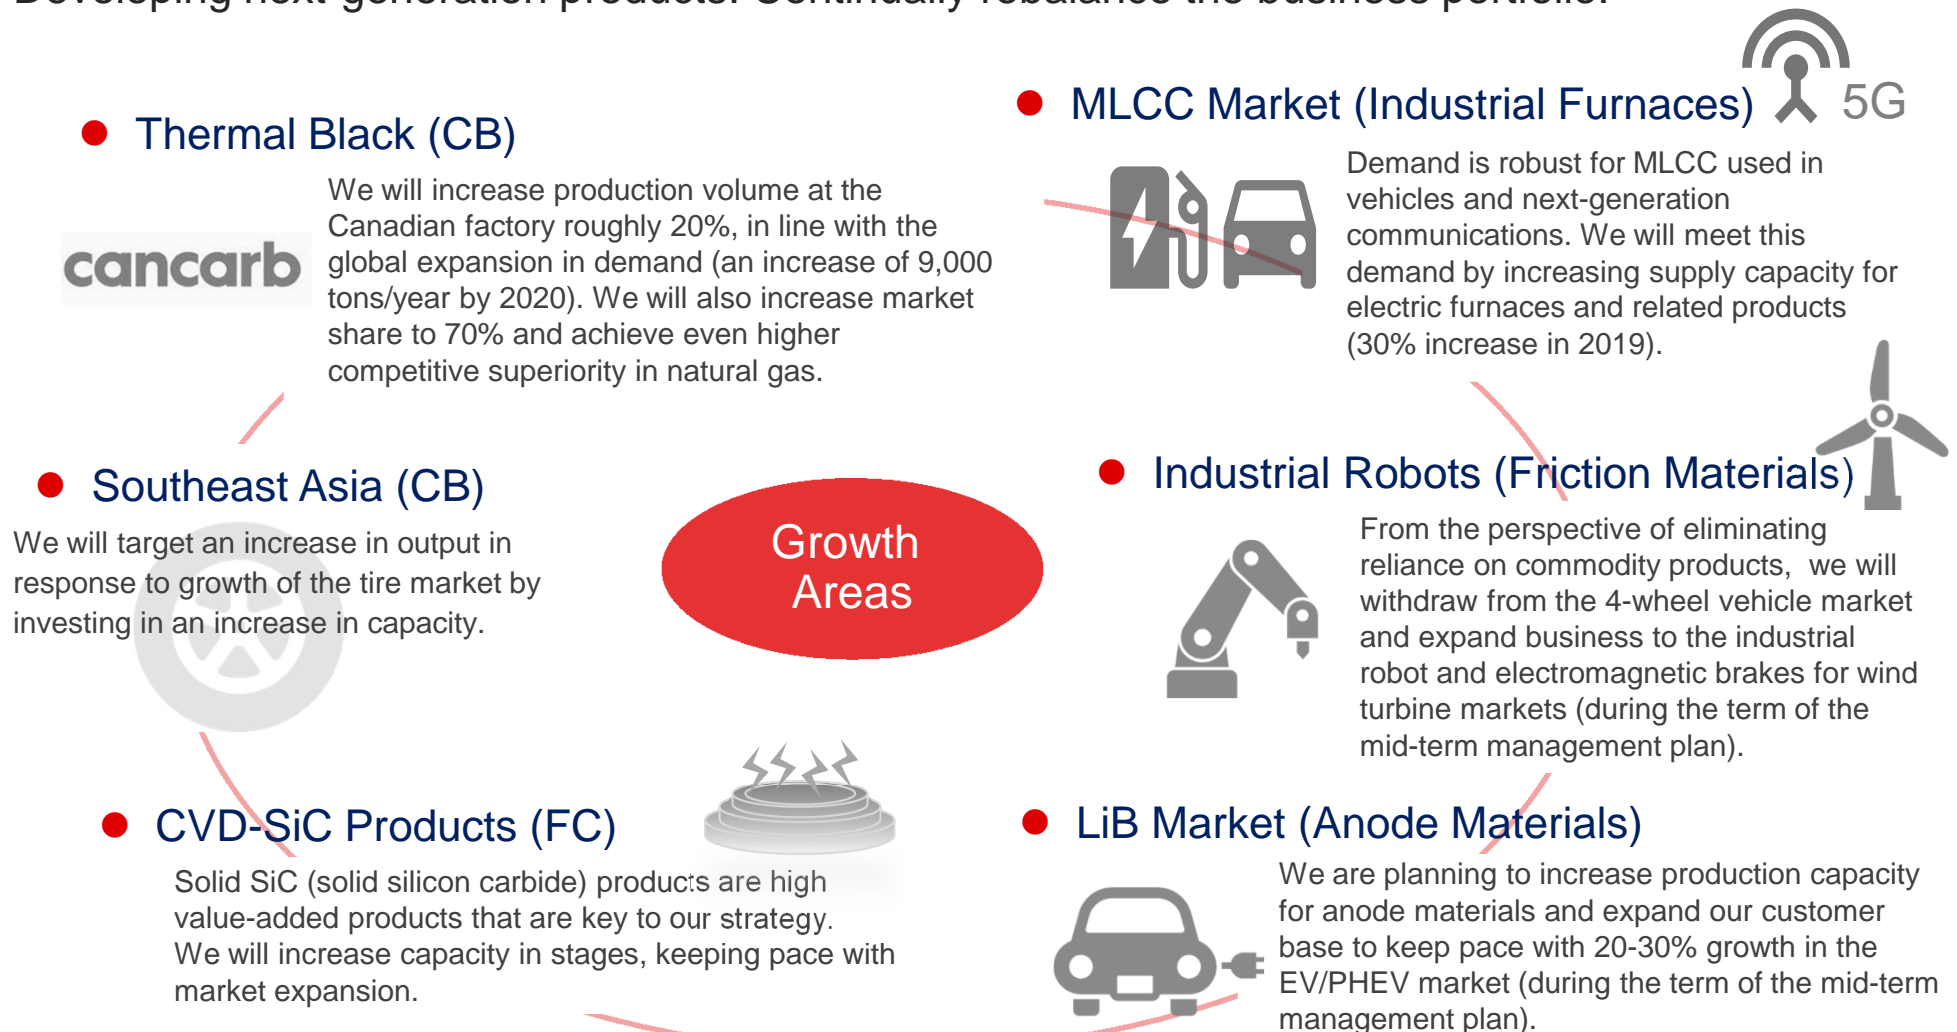 Developing next-generation products. Continually rebalance the business portfolio.
● Thermal Black (CB)
cancarb
We will increase production volume at the
Canadian factory roughly 20%, in line with the
global expansion in demand (an increase of 9,000
tons/year by 2020). We will also increase market
share to 70% and achieve even higher
competitive superiority in natural gas.
● Southeast Asia (CB)
We will target an increase in output in
response to growth of the tire market by
investing in an increase in capacity.
● CVD-SiC Products (FC)
Solid SiC (solid silicon carbide) products are high
value-added products that are key to our strategy.
We will increase capacity in stages, keeping pace with
market expansion.
Growth
Areas
● MLCC Market (Industrial Furnaces)
5G
Demand is robust for MLCC used in
vehicles and next-generation
communications. We will meet this
demand by increasing supply capacity for
electric furnaces and related products
(30% increase in 2019).
● Industrial Robots (Friction Materials)
From the perspective of eliminating
reliance on commodity products, we will
withdraw from the 4-wheel vehicle market
and expand business to the industrial
robot and electromagnetic brakes for wind
turbine markets (during the term of the
mid-term management plan).
● LiB Market (Anode Materials)
We are planning to increase production capacity
for anode materials and expand our customer
base to keep pace with 20-30% growth in the
EV/PHEV market (during the term of the mid-term
management plan).